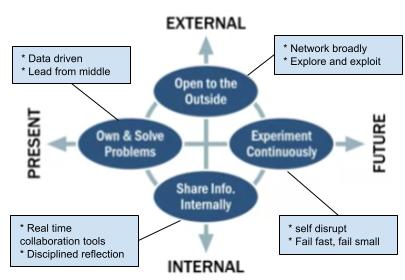 EXTERNAL
* Data driven
* Lead from middle
* Network broadly
* Explore and exploit
Open to the
Outside
PRESENT
Own & Solve
Problems
Experiment
Continuously
FUTURE
Share Info.
Internally
* Real time
collaboration tools
* Disciplined reflection
* self disrupt
* Fail fast, fail small
INTERNAL